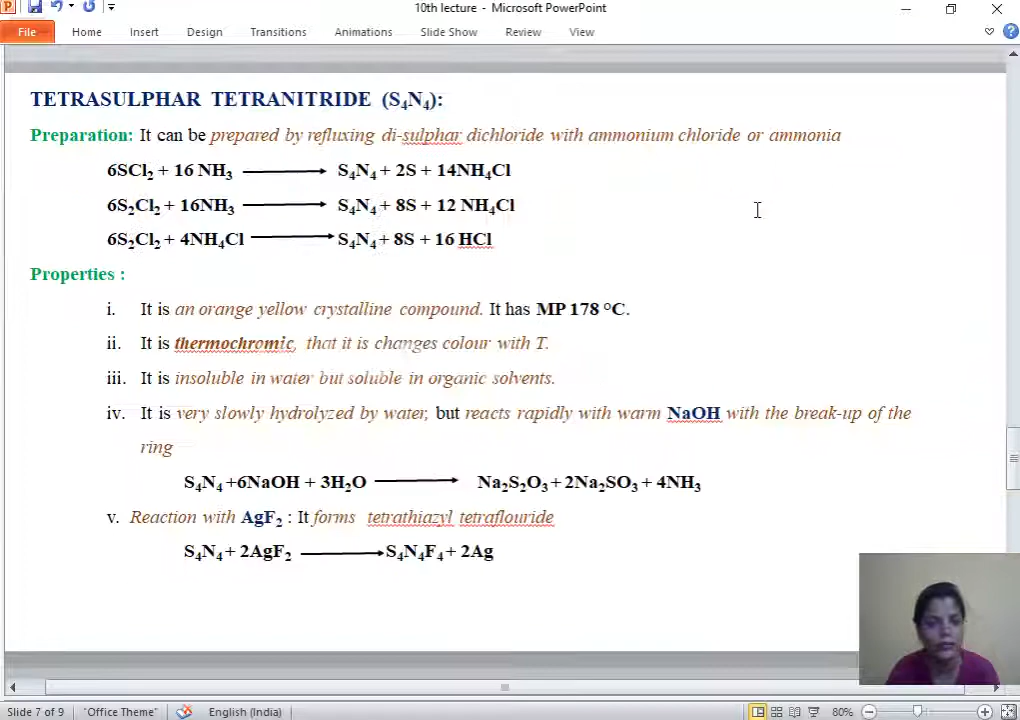 10th lecture - Microsoft PowerPoint
File Home Insert Design Transitions Animations Slide Show Review View
TETRASULPHAR TETRANITRIDE (S₄N₄):
Preparation: It can be prepared by refluxing di-sulphar dichloride with ammonium chloride or ammonia
6SCl₂ + 16 NH₃ ⟶ S₄N₄ + 2S + 14NH₄Cl
6S₂Cl₂ + 16NH₃ ⟶ S₄N₄ + 8S + 12 NH₄Cl
6S₂Cl₂ + 4NH₄Cl ⟶ S₄N₄ + 8S + 16 HCl
Properties :
i. It is an orange yellow crystalline compound. It has MP 178 °C.
ii. It is thermochromic, that it is changes colour with T.
iii. It is insoluble in water but soluble in organic solvents.
iv. It is very slowly hydrolyzed by water, but reacts rapidly with warm NaOH with the break-up of the
ring
S₄N₄ +6NaOH + 3H₂O ⟶ Na₂S₂O₃ + 2Na₂SO₃ + 4NH₃
v. Reaction with AgF₂ : It forms tetrathiazyl tetraflouride
S₄N₄ + 2AgF₂ ⟶ S₄N₄F₄ + 2Ag
Slide 7 of 9 "Office Theme" English (India) 80%